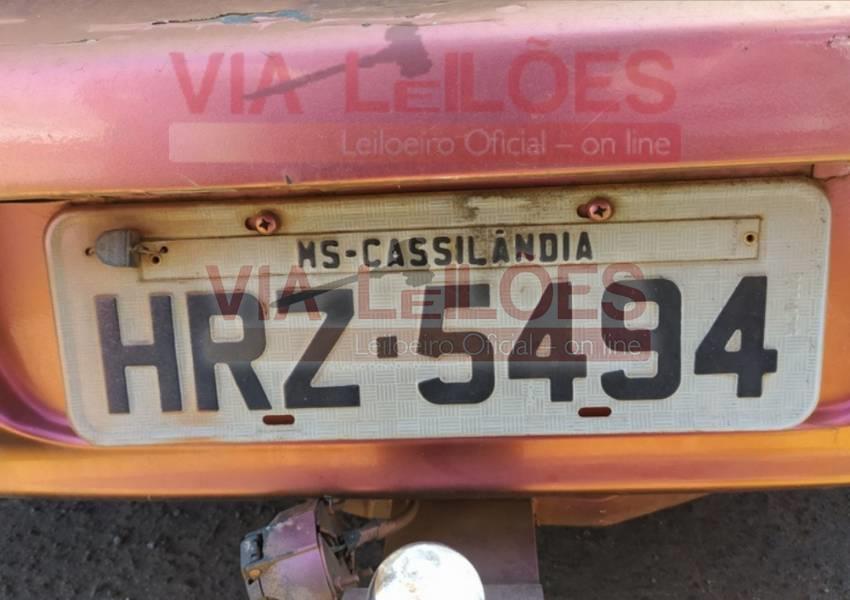 VIA LEILÕES
Leiloeiro Oficial – on line
MS-CASSILÂNDIA
HRZ-5494
VIA LEILÕES
Leiloeiro Oficial – on line